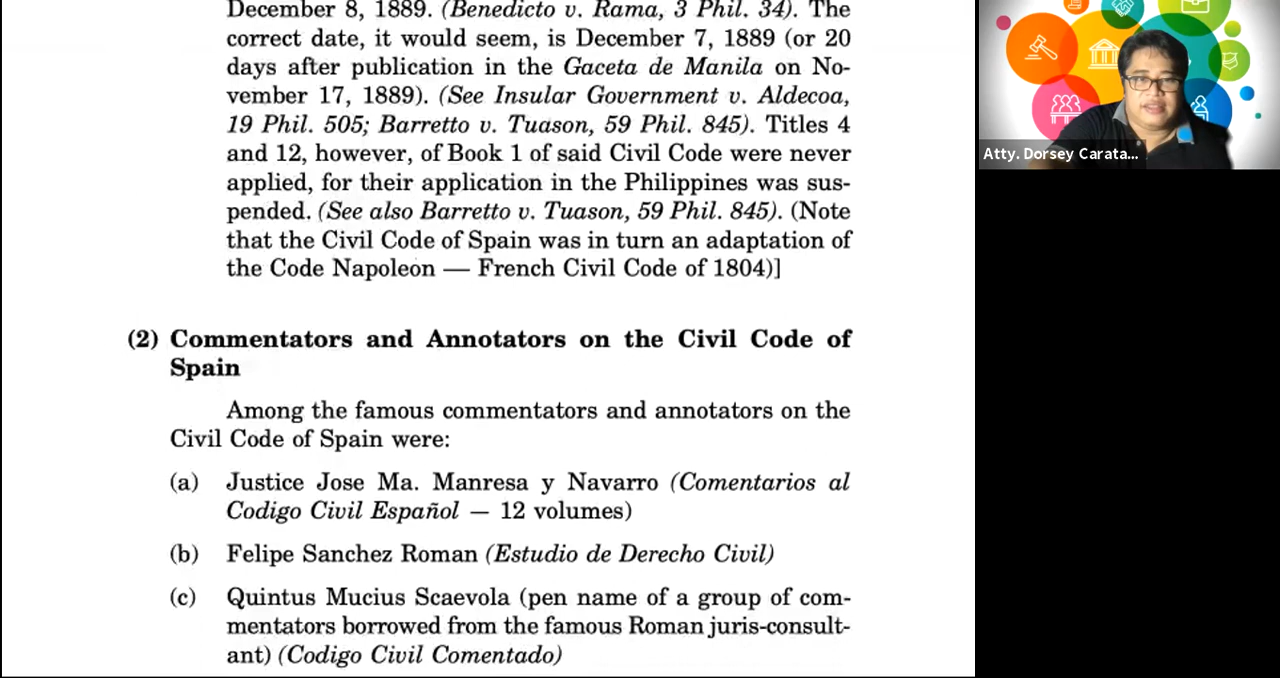 December 8, 1889. (Benedicto v. Rama, 3 Phil. 34). The
correct date, it would seem, is December 7, 1889 (or 20
days after publication in the Gaceta de Manila on No-
vember 17, 1889). (See Insular Government v. Aldecoa,
19 Phil. 505; Barretto v. Tuason, 59 Phil. 845). Titles 4
and 12, however, of Book 1 of said Civil Code were never
applied, for their application in the Philippines was sus-
pended. (See also Barretto v. Tuason, 59 Phil. 845). (Note
that the Civil Code of Spain was in turn an adaptation of
the Code Napoleon — French Civil Code of 1804)]
(2) Commentators and Annotators on the Civil Code of
Spain
Among the famous commentators and annotators on the
Civil Code of Spain were:
(a) Justice Jose Ma. Manresa y Navarro (Comentarios al
Codigo Civil Español — 12 volumes)
(b) Felipe Sanchez Roman (Estudio de Derecho Civil)
(c) Quintus Mucius Scaevola (pen name of a group of com-
mentators borrowed from the famous Roman juris-consult-
ant) (Codigo Civil Comentado)
Atty. Dorsey Carata...